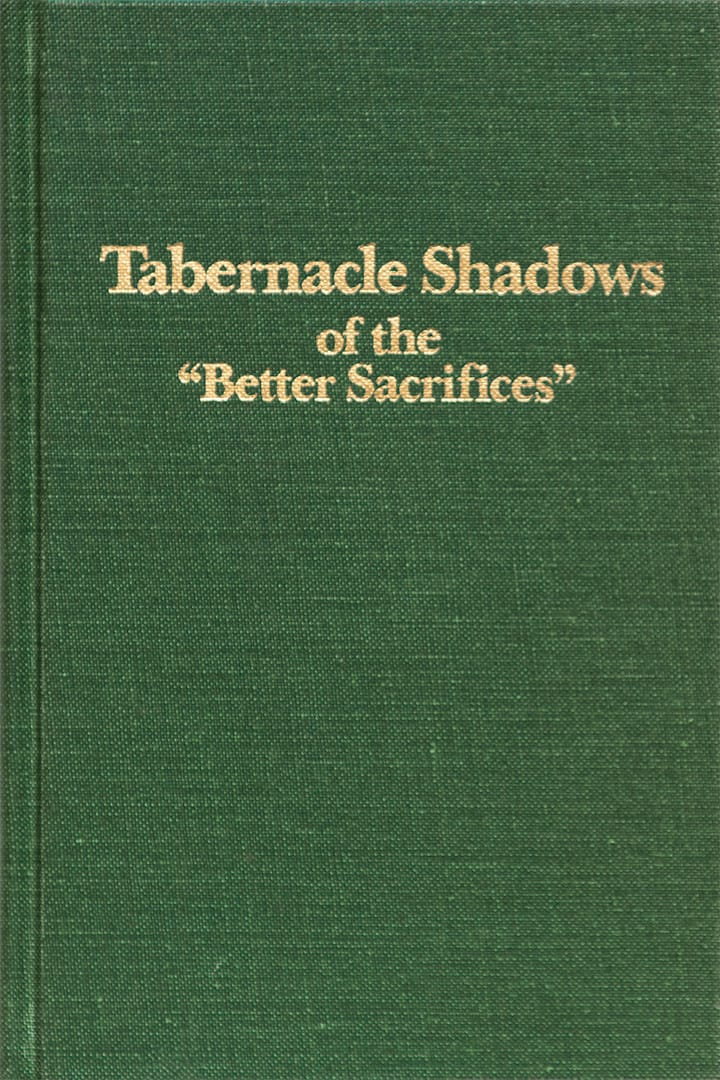 Tabernacle Shadows
of the
“Better Sacrifices”